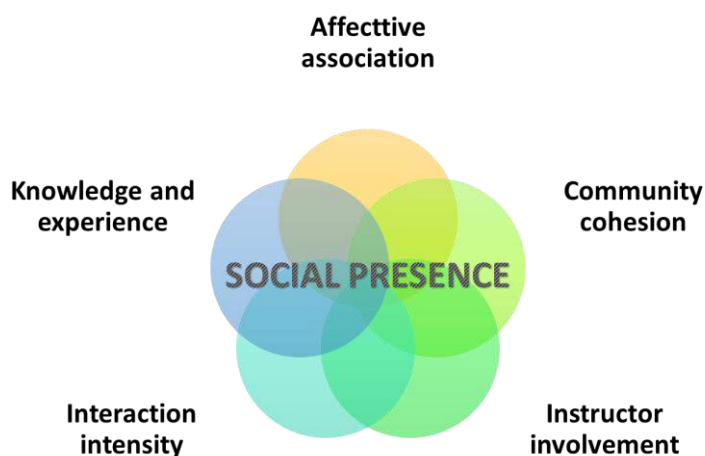 Affecttive
association
Knowledge and
experience
Community
cohesion
SOCIAL PRESENCE
Interaction
intensity
Instructor
involvement